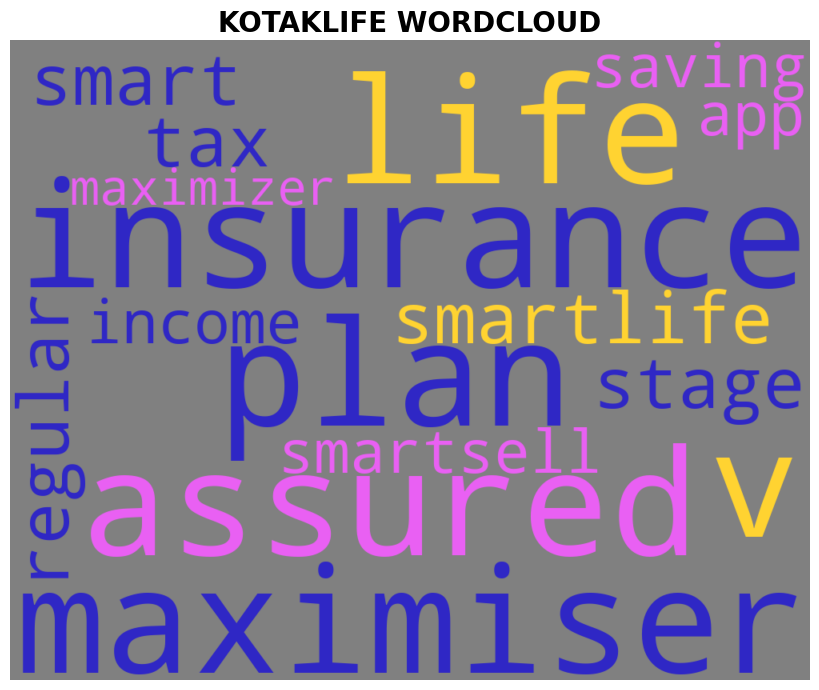 KOTAKLIFE WORDCLOUD
smart
life
saving
app
tax
maximizer
insurance
income
smartlife
regular
plan
stage
smartsell
assured
v
maximiser